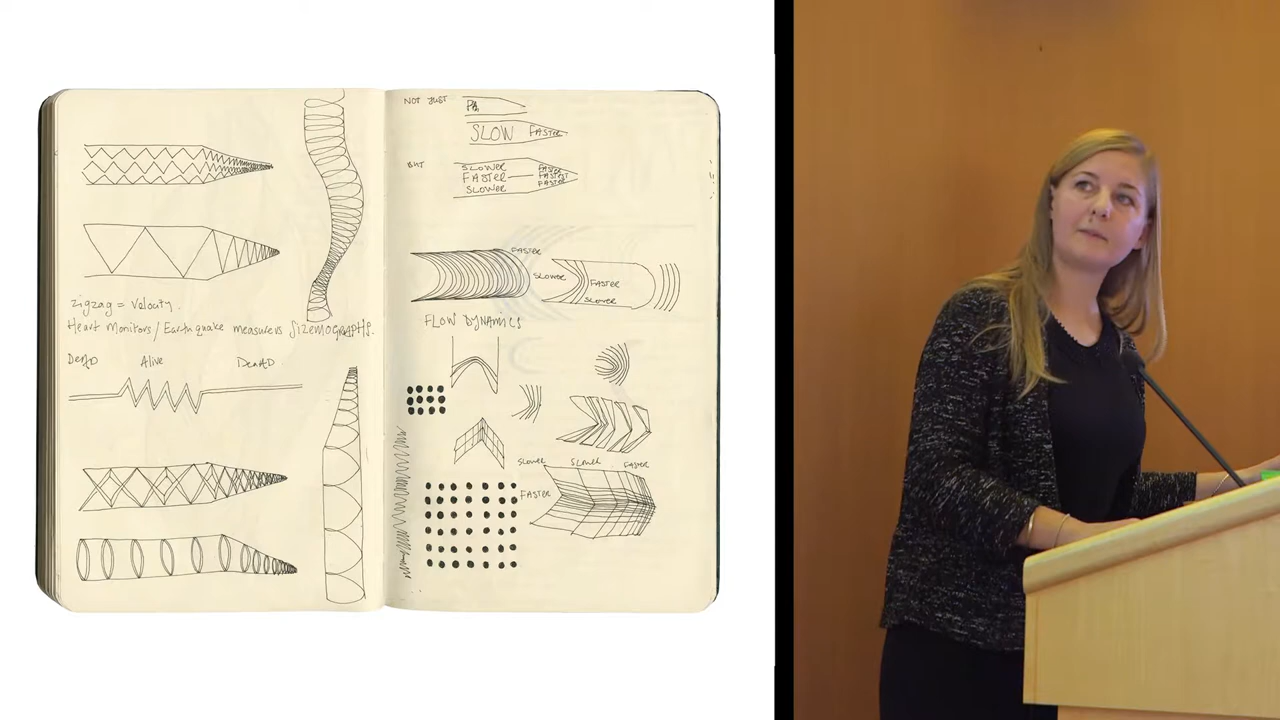 zigzag = velocity.
Heart Monitors/Earthquake measurers SizemOGRAPHS.
DeaD
Alive
DeaD
NOT JUST
SLOW FASTER
BUT
SLOWER FASTER
FASTER FASTEST
SLOWER FASTER
FASTER
SLOWER
FASTER
SLOWER
FLOW DYNAMICS
SLOWER
SLOWER
FASTER
FASTER